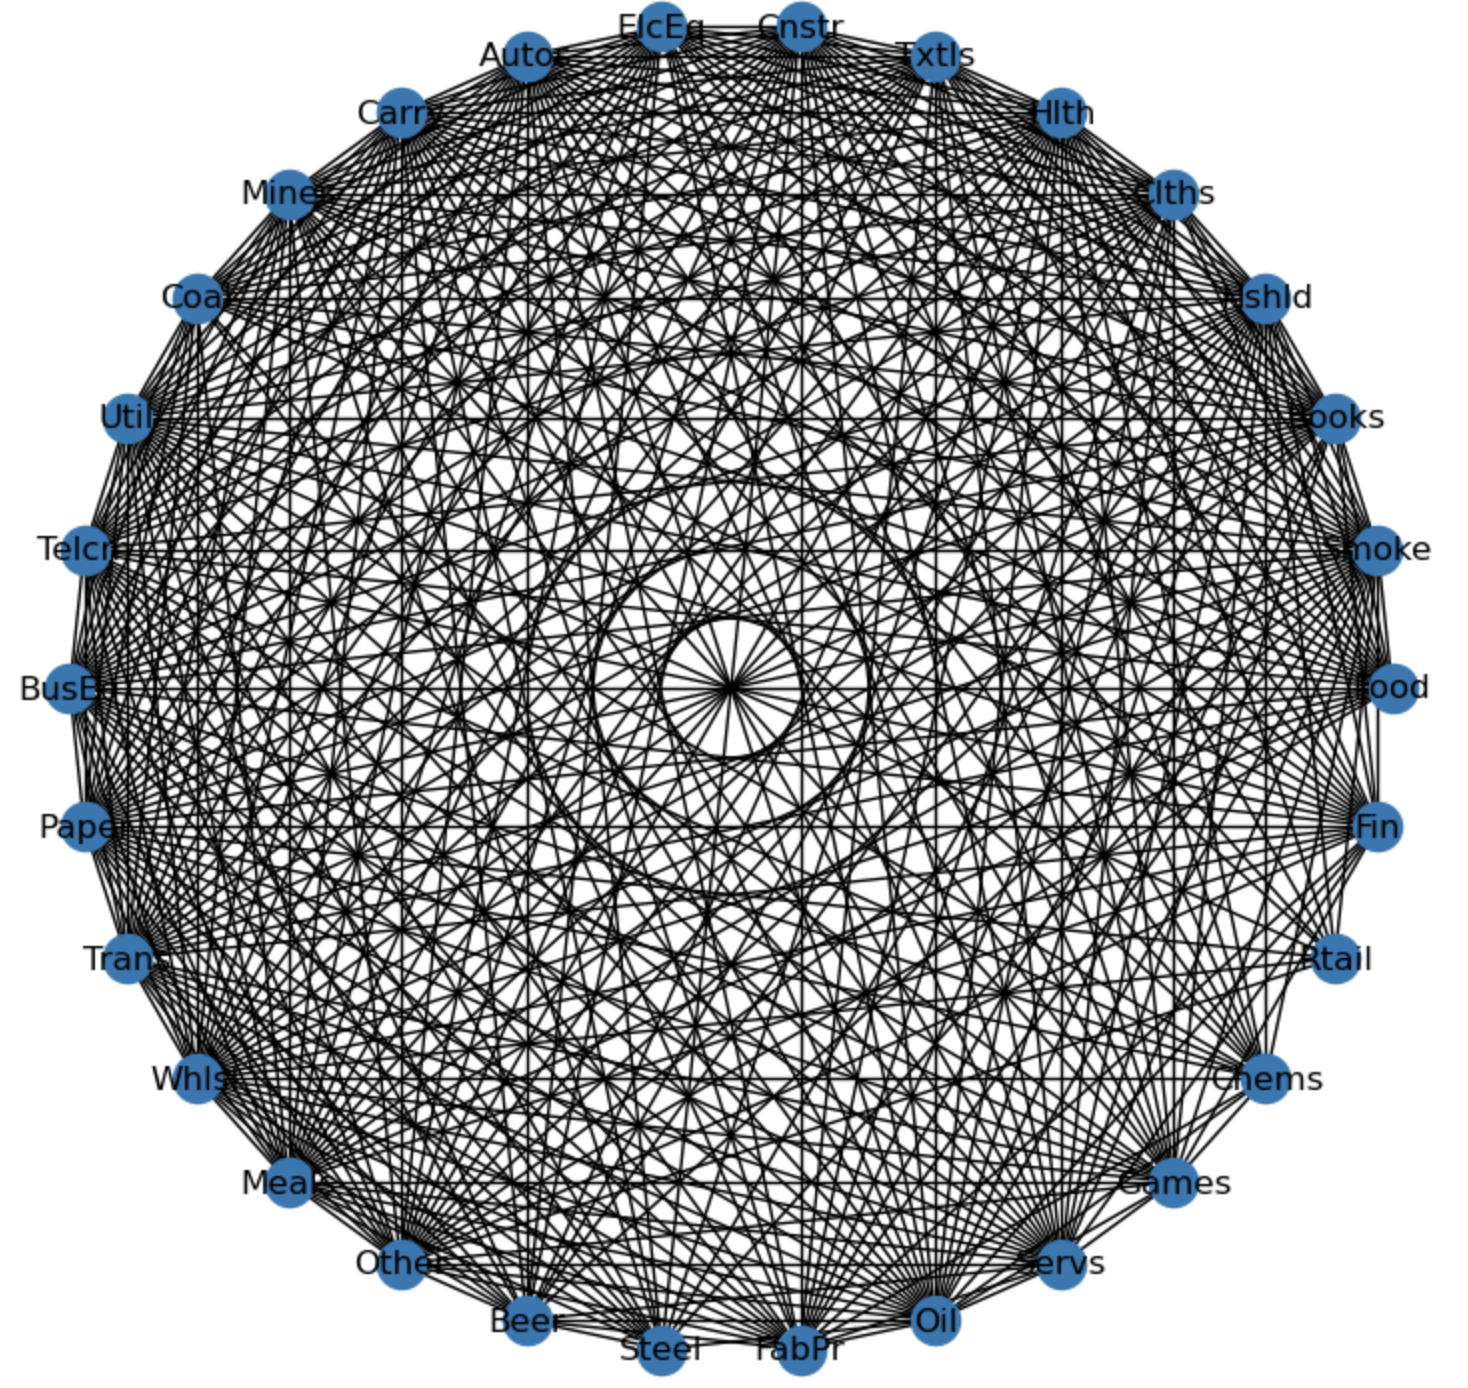 ElcEq
Cnstr
Autos
Txtls
Carry
Hlth
Mines
Clths
Coal
Hshld
Util
Books
Telcm
Smoke
BusEq
Food
Paper
Fin
Trans
Rtail
Whlsl
Chems
Meals
Games
Other
Servs
Beer
Oil
Steel
FabPr